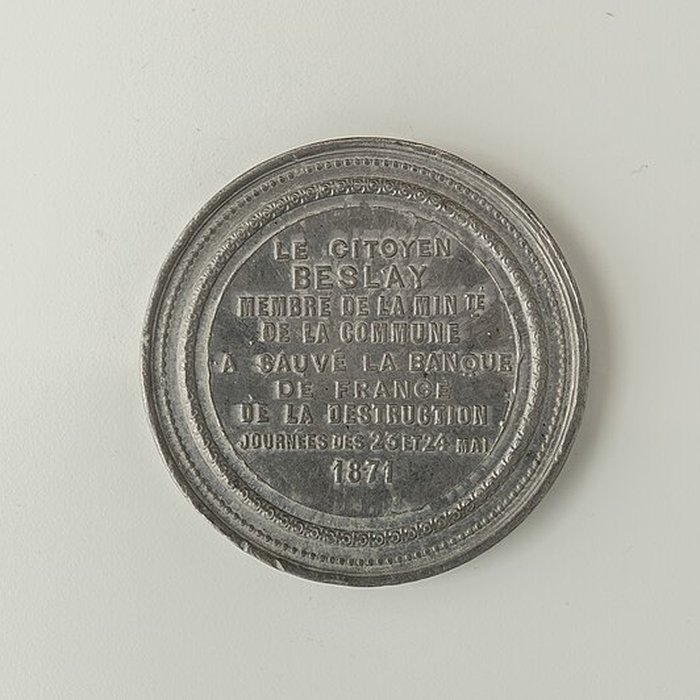 LE CITOYEN
BESLAY
MEMBRE DE LA MIN TÉ
DE LA COMMUNE
A SAUVÉ LA BANQUE
DE FRANCE
DE LA DESTRUCTION
JOURNÉES DES 23 ET 24 MAI
1871